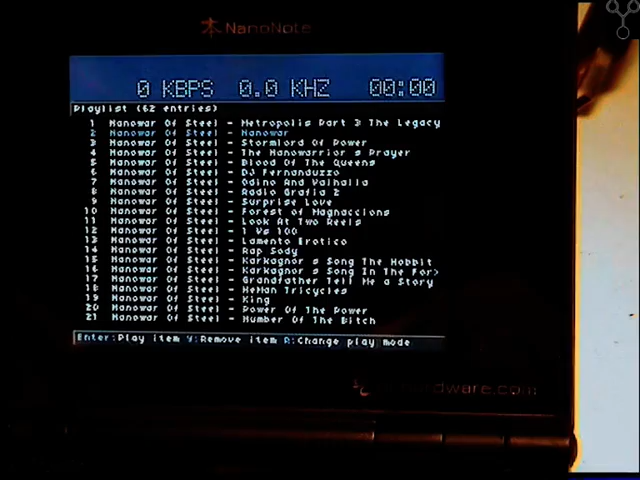 本 NanoNote
0 KBPS 0.0 KHZ 00:00
Playlist (62 entries)
1 Nanowar Of Steel - Metropolis Part 3 The Legacy
2 Nanowar Of Steel - Nanowar
3 Nanowar Of Steel - Stormlord Of Power
4 Nanowar Of Steel - The Nanowarrior s Prayer
5 Nanowar Of Steel - Blood Of The Queens
6 Nanowar Of Steel - DJ Fernanduzzo
7 Nanowar Of Steel - Odino And Valhalla
8 Nanowar Of Steel - Radio Grafia 2
9 Nanowar Of Steel - Surprise Love
10 Nanowar Of Steel - Forest of Magnaccions
11 Nanowar Of Steel - Look At Two Reels
12 Nanowar Of Steel - 1 Vs 100
13 Nanowar Of Steel - Lamento Erotico
14 Nanowar Of Steel - Rap Sody
15 Nanowar Of Steel - Karkagnor s Song The Hobbit
16 Nanowar Of Steel - Karkagnor s Song In The For>
17 Nanowar Of Steel - Grandfather Tell Me a Story
18 Nanowar Of Steel - HeMan Tricycles
19 Nanowar Of Steel - King
20 Nanowar Of Steel - Power Of The Power
21 Nanowar Of Steel - Number Of The Bitch
Enter:Play item V:Remove item R:Change play mode